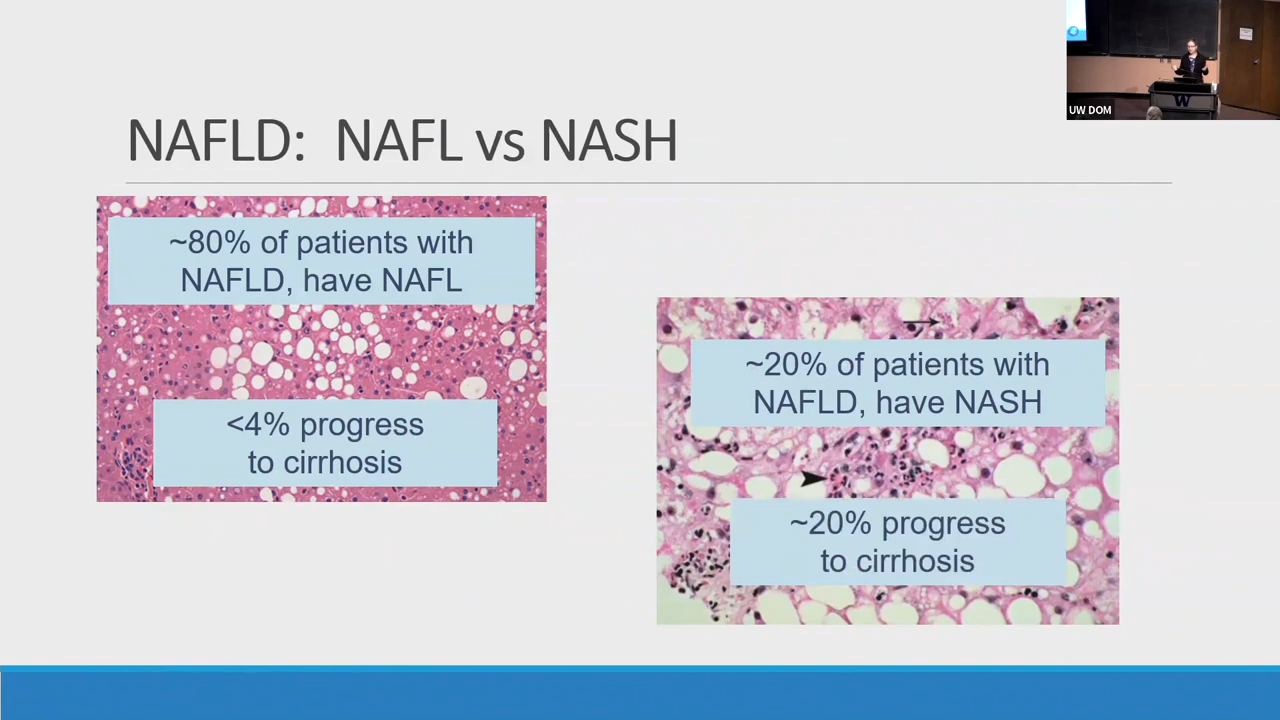 NAFLD: NAFL vs NASH
~80% of patients with
NAFLD, have NAFL
<4% progress
to cirrhosis
~20% of patients with
NAFLD, have NASH
~20% progress
to cirrhosis
UW DOM
W